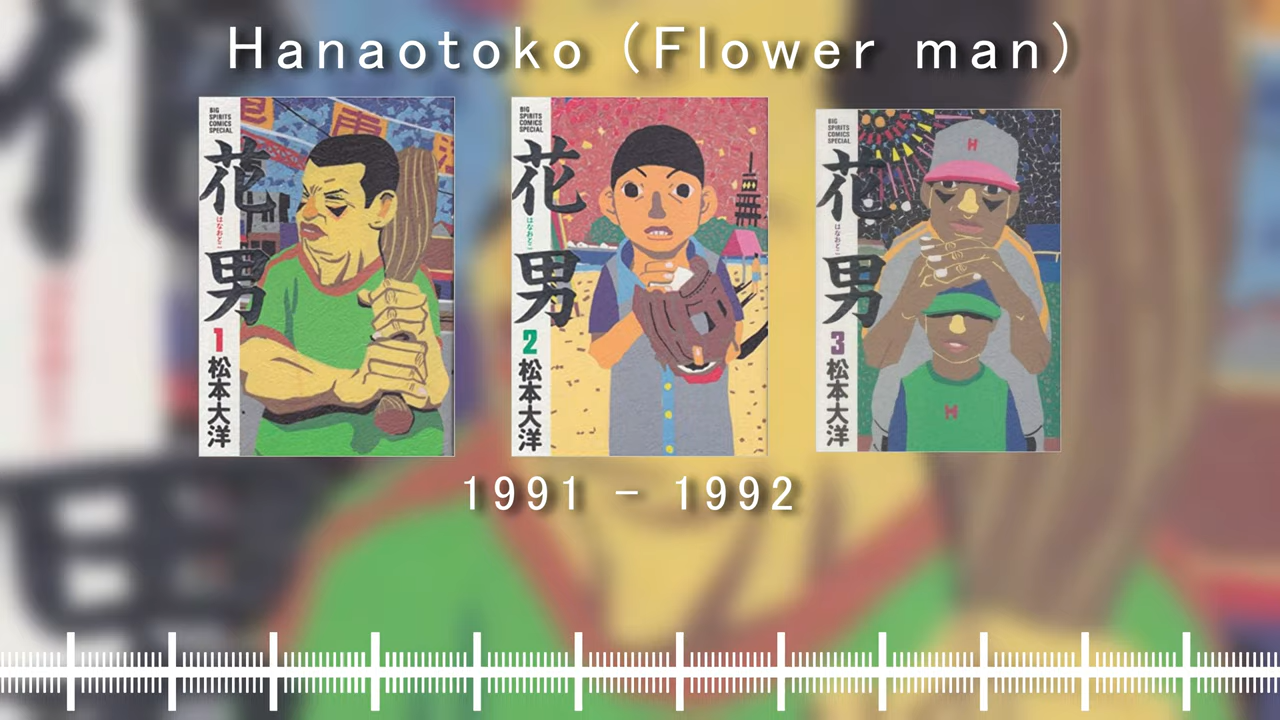 Hanaotoko (Flower man)
BIG
SPIRITS
COMICS
SPECIAL
花男
はなおとこ
1
松本大洋
BIG
SPIRITS
COMICS
SPECIAL
花男
はなおとこ
2
松本大洋
BIG
SPIRITS
COMICS
SPECIAL
花男
はなおとこ
3
松本大洋
H
H
1991 - 1992